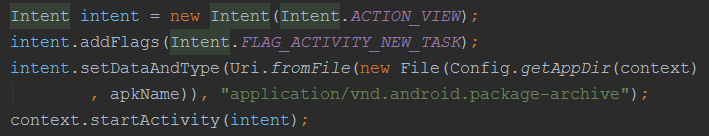 Intent intent = new Intent(Intent.ACTION_VIEW);
intent.addFlags(Intent.FLAG_ACTIVITY_NEW_TASK);
intent.setDataAndType(Uri.fromFile(new File(Config.getAppDir(context)
, apkName)), "application/vnd.android.package-archive");
context.startActivity(intent);